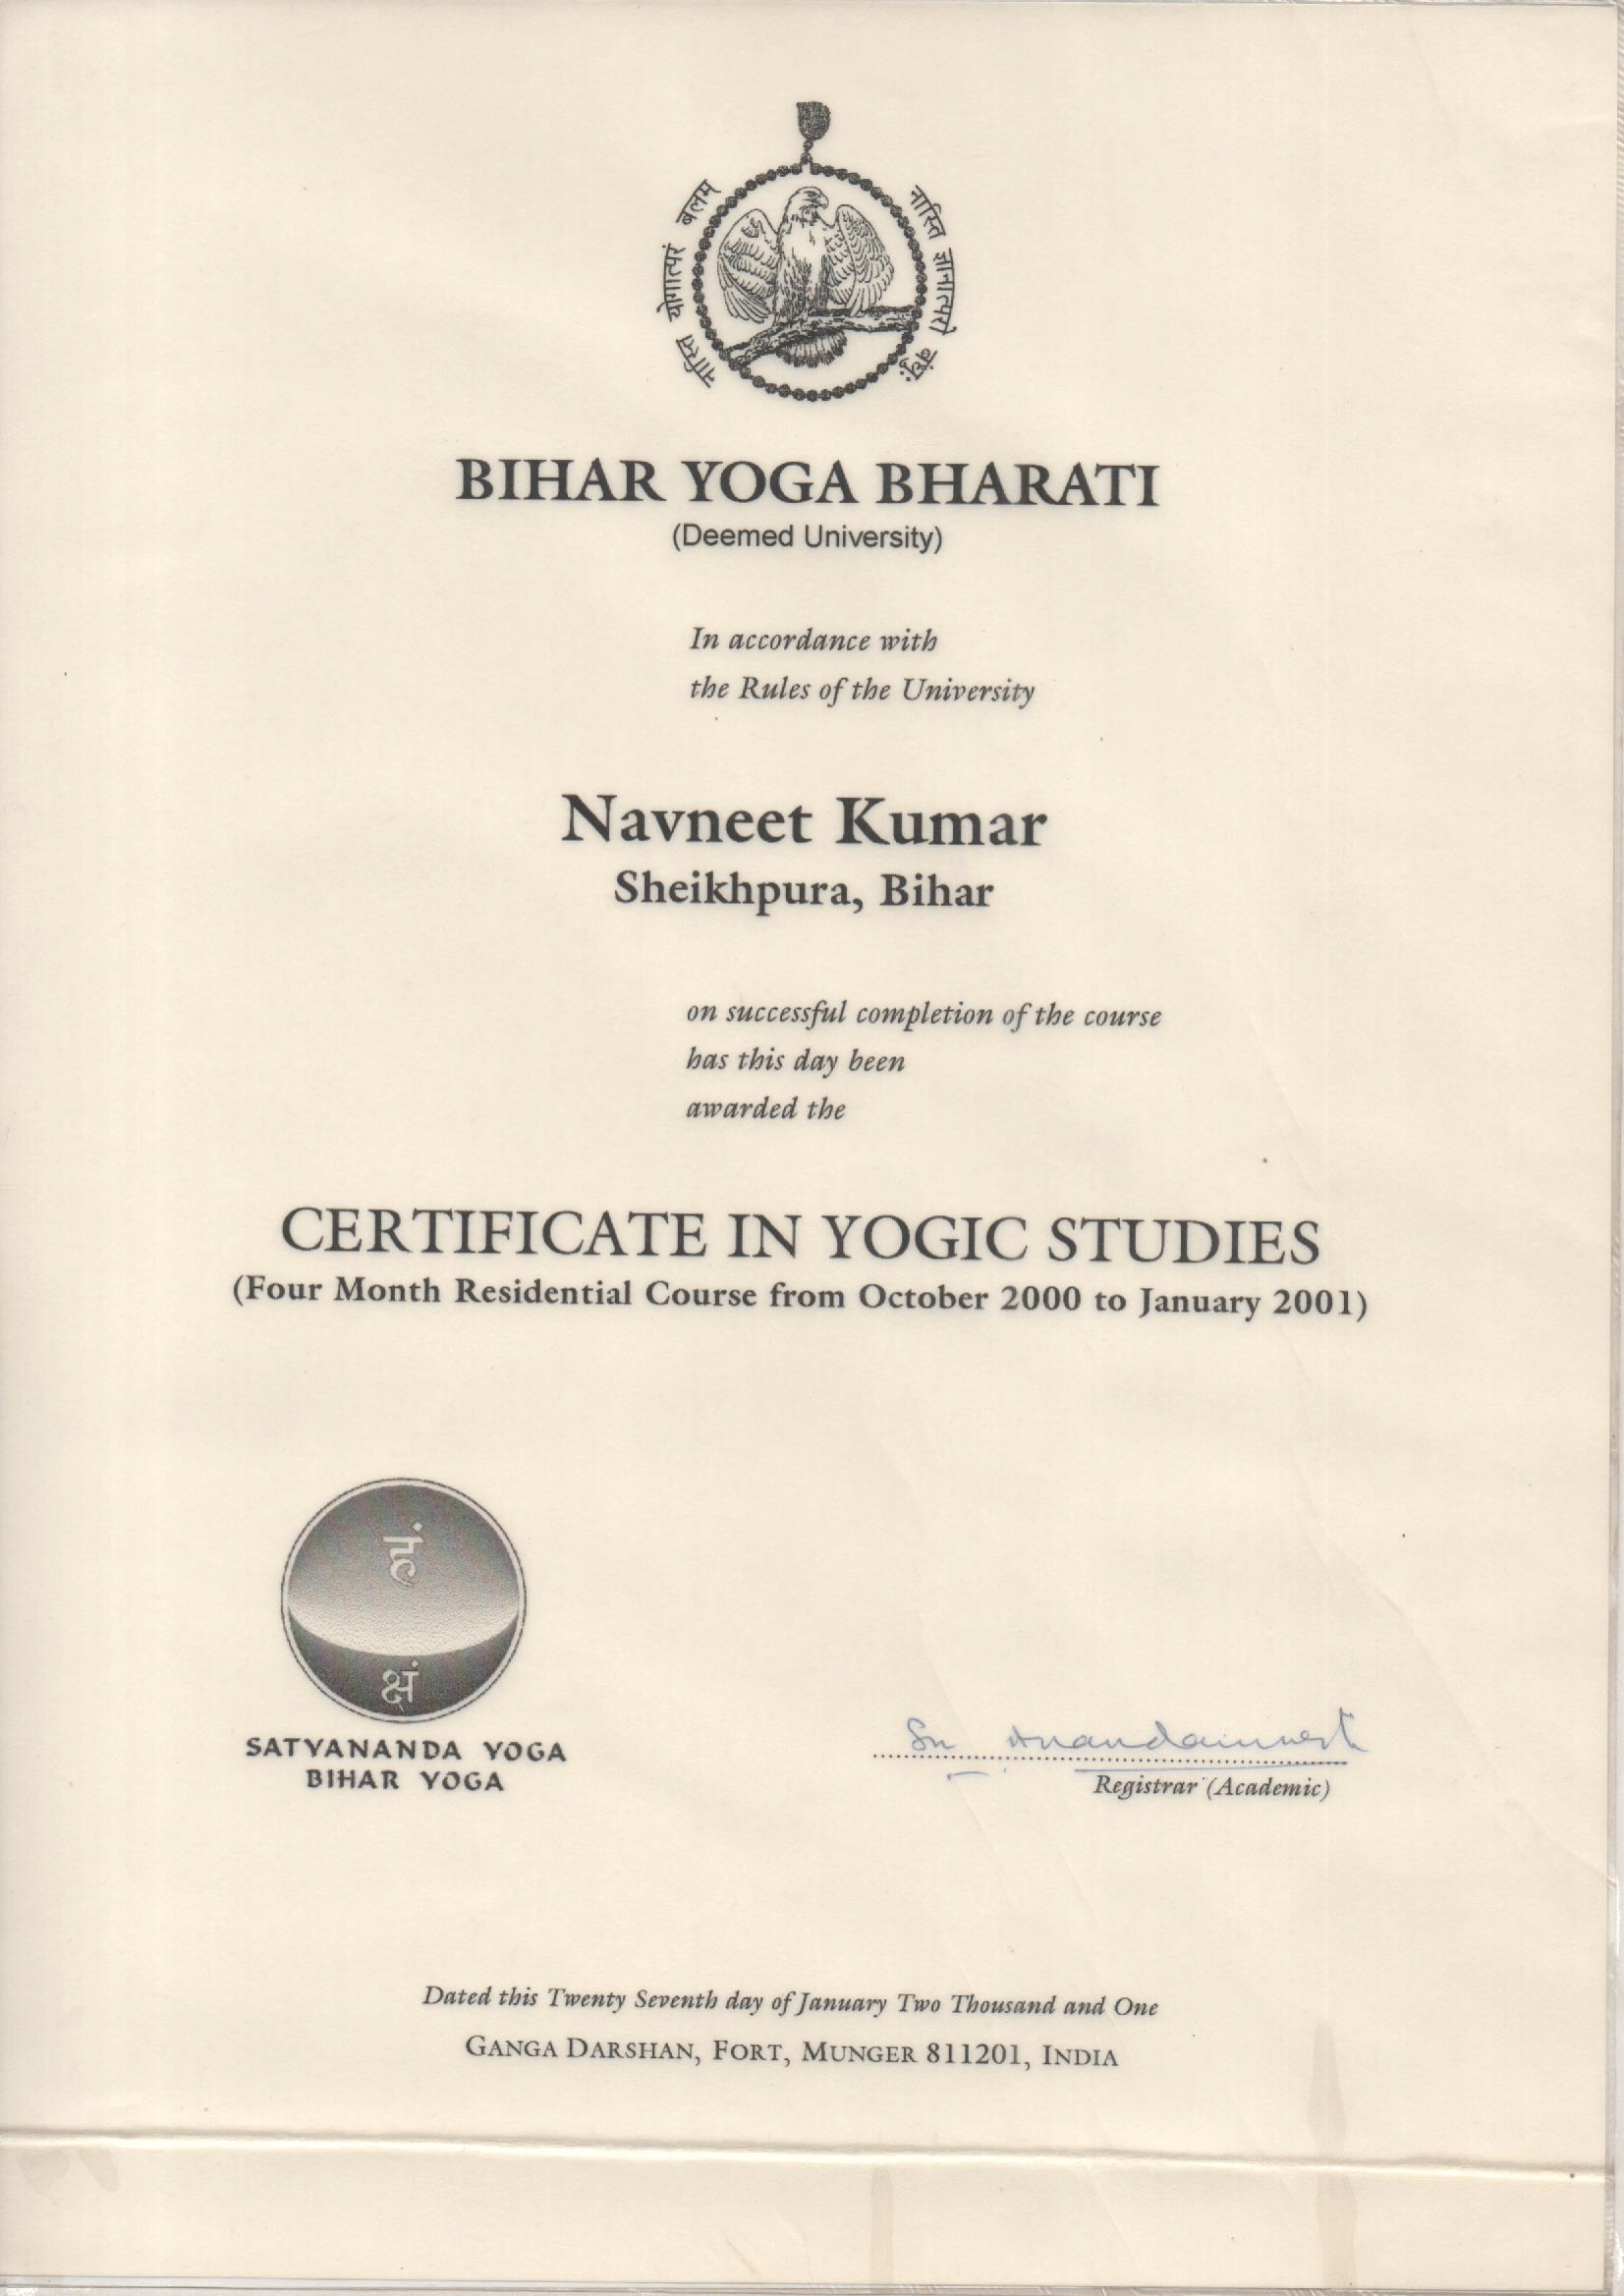 नास्ति योगात्परं बलम्
नास्ति ज्ञानात्परो बंधुः
BIHAR YOGA BHARATI
(Deemed University)
In accordance with
the Rules of the University
Navneet Kumar
Sheikhpura, Bihar
on successful completion of the course
has this day been
awarded the
CERTIFICATE IN YOGIC STUDIES
(Four Month Residential Course from October 2000 to January 2001)
हं
क्षं
SATYANANDA YOGA
BIHAR YOGA
Registrar (Academic)
Dated this Twenty Seventh day of January Two Thousand and One
GANGA DARSHAN, FORT, MUNGER 811201, INDIA